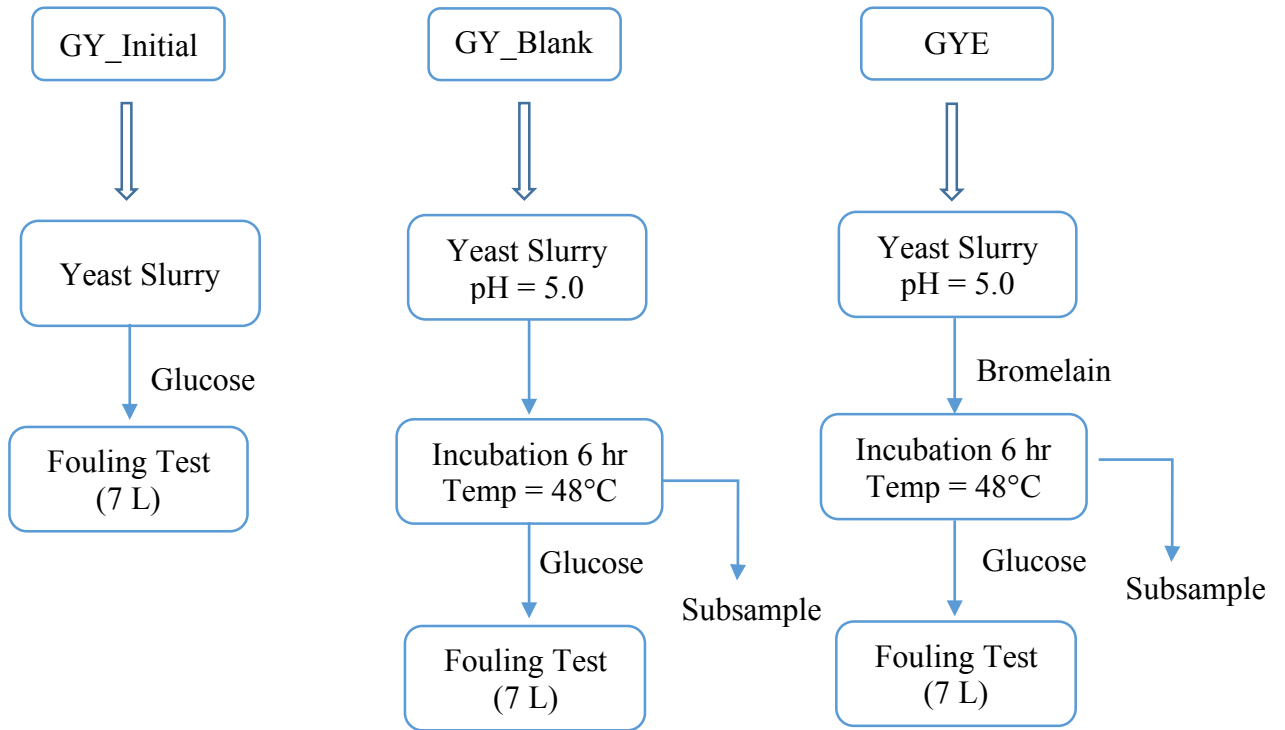 GY_Initial
Yeast Slurry
Glucose
Fouling Test
(7 L)
GY_Blank
Yeast Slurry
pH = 5.0
Incubation 6 hr
Temp = 48°C
Glucose
Subsample
Fouling Test
(7 L)
GYE
Yeast Slurry
pH = 5.0
Bromelain
Incubation 6 hr
Temp = 48°C
Glucose
Subsample
Fouling Test
(7 L)